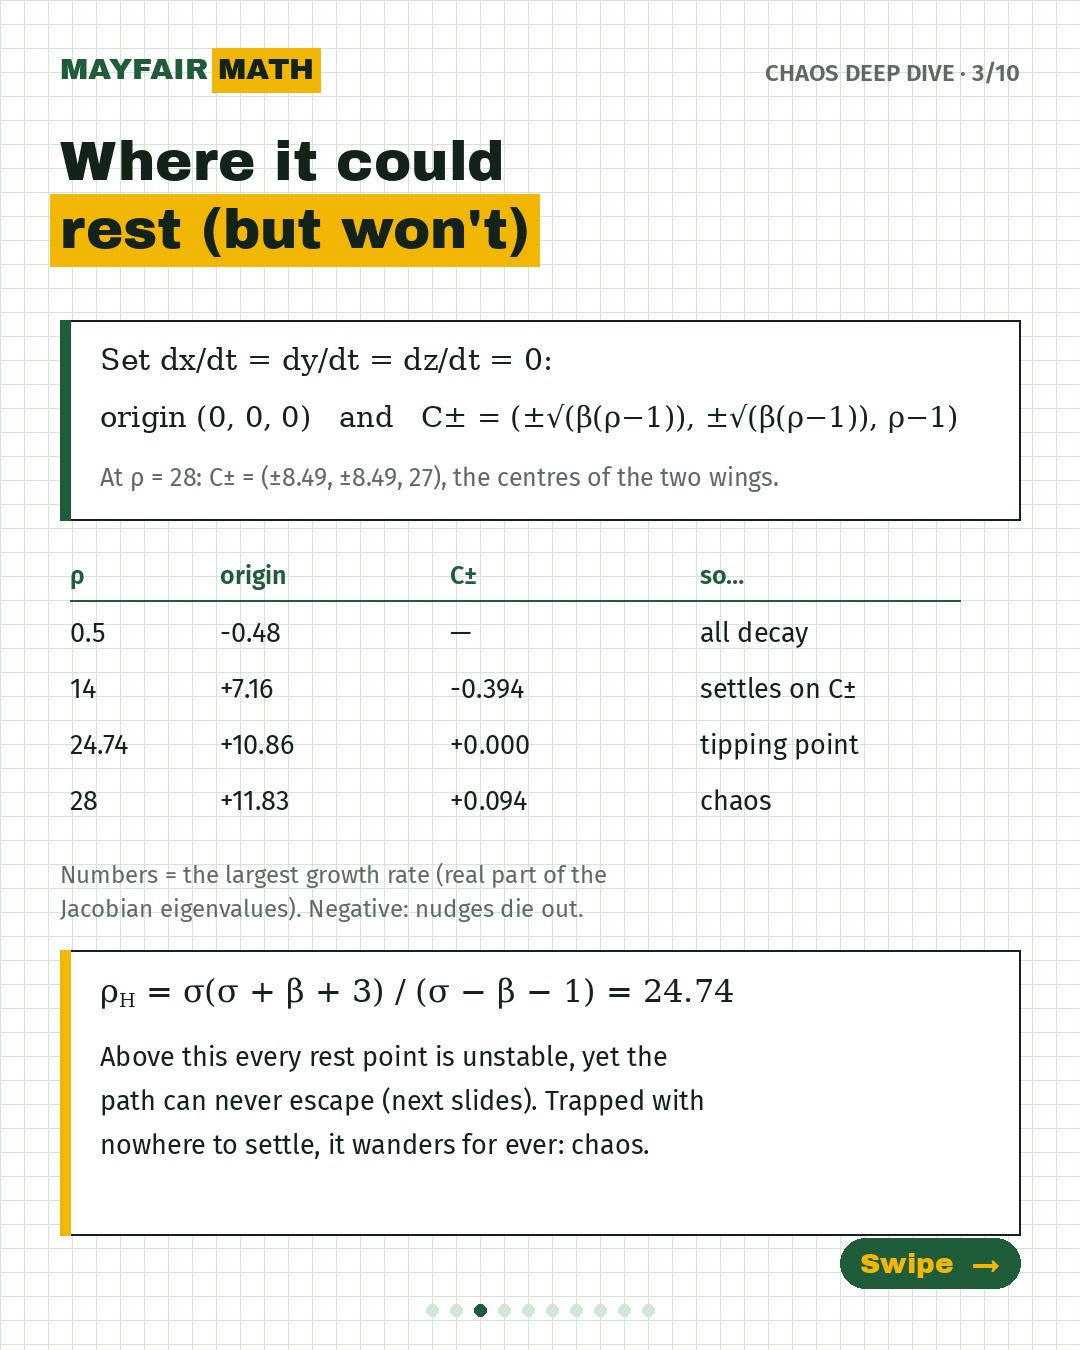 MAYFAIR MATH
CHAOS DEEP DIVE · 3/10
Where it could
rest (but won't)
Set dx/dt = dy/dt = dz/dt = 0:
origin (0, 0, 0) and C± = (±√(β(ρ−1)), ±√(β(ρ−1)), ρ−1)
At ρ = 28: C± = (±8.49, ±8.49, 27), the centres of the two wings.
ρ origin C± so...
0.5 -0.48 — all decay
14 +7.16 -0.394 settles on C±
24.74 +10.86 +0.000 tipping point
28 +11.83 +0.094 chaos
Numbers = the largest growth rate (real part of the
Jacobian eigenvalues). Negative: nudges die out.
ρH = σ(σ + β + 3) / (σ − β − 1) = 24.74
Above this every rest point is unstable, yet the
path can never escape (next slides). Trapped with
nowhere to settle, it wanders for ever: chaos.
Swipe →